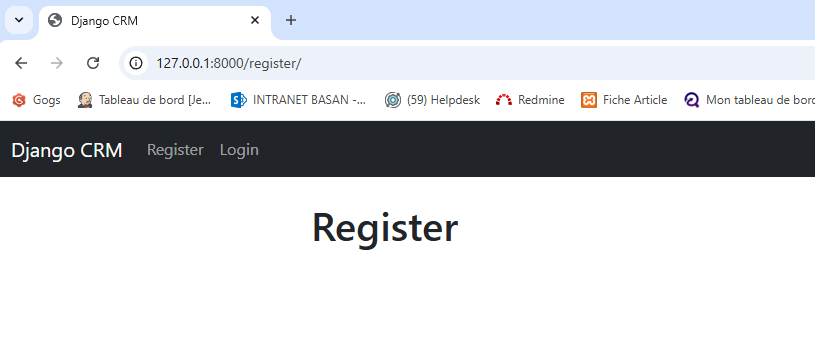 Django CRM
127.0.0.1:8000/register/
Gogs Tableau de bord [Je... INTRANET BASAN -... (59) Helpdesk Redmine Fiche Article Mon tableau de bord
Django CRM Register Login
Register